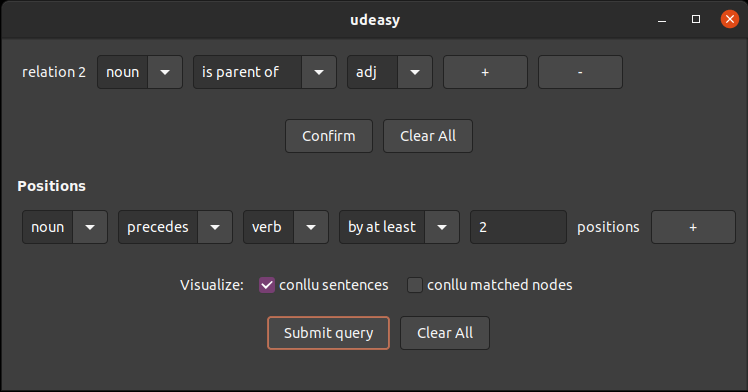 udeasy
relation 2 noun is parent of adj + -
Confirm Clear All
Positions
noun precedes verb by at least 2 positions +
Visualize: conllu sentences conllu matched nodes
Submit query Clear All